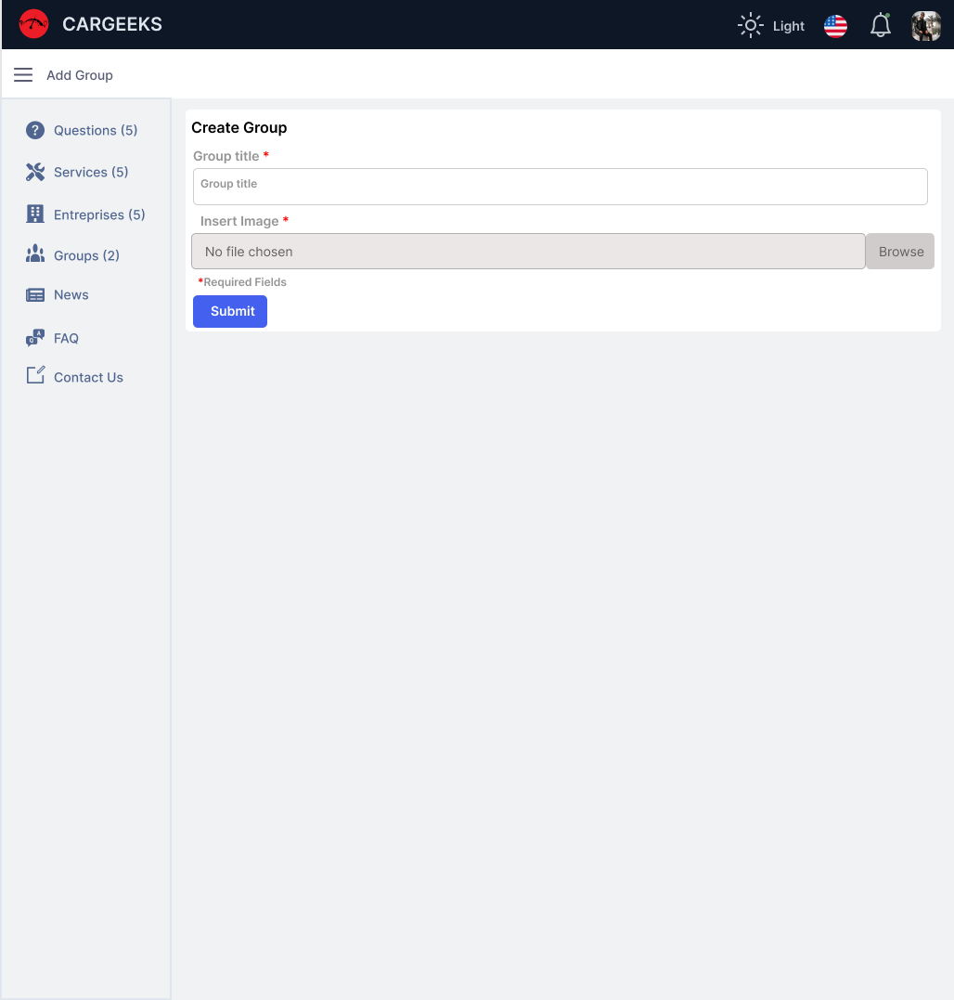 CARGEEKS
Light
Add Group
Questions (5)
Services (5)
Entreprises (5)
Groups (2)
News
FAQ
Contact Us
Create Group
Group title *
Group title
Insert Image *
No file chosen
Browse
*Required Fields
Submit